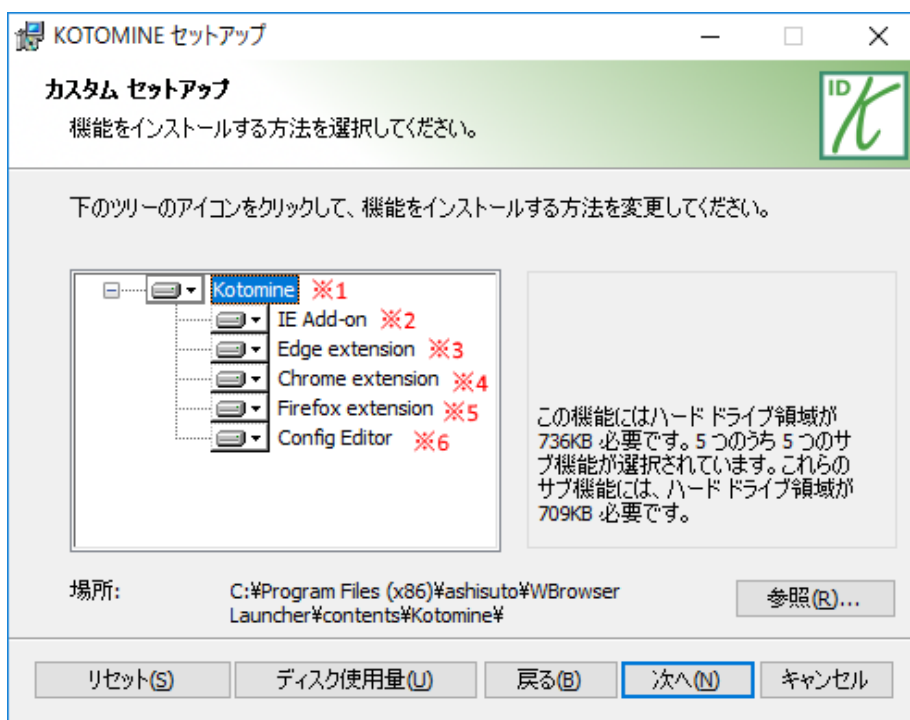 KOTOMINE セットアップ
カスタム セットアップ
機能をインストールする方法を選択してください。
ID K
下のツリーのアイコンをクリックして、機能をインストールする方法を変更してください。
Kotomine ※1
IE Add-on ※2
Edge extension ※3
Chrome extension ※4
Firefox extension ※5
Config Editor ※6
この機能にはハード ドライブ領域が
736KB 必要です。5 つのうち 5 つのサ
ブ機能が選択されています。これらの
サブ機能には、ハード ドライブ領域が
709KB 必要です。
場所:
C:¥Program Files (x86)¥ashisuto¥WBrowser
Launcher¥contents¥Kotomine¥
参照(R)...
リセット(S)
ディスク使用量(U)
戻る(B)
次へ(N)
キャンセル